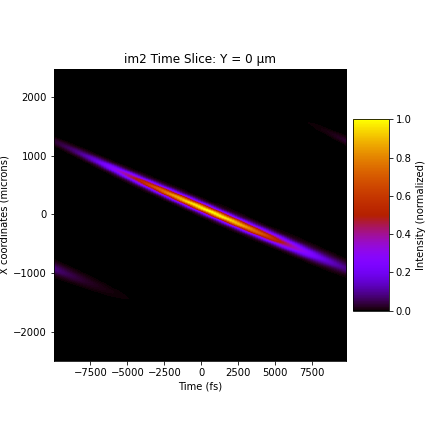 im2 Time Slice: Y = 0 μm
X coordinates (microns)
2000
1000
0
−1000
−2000
−7500 −5000 −2500 0 2500 5000 7500
Time (fs)
1.0
0.8
0.6
0.4
0.2
0.0
Intensity (normalized)